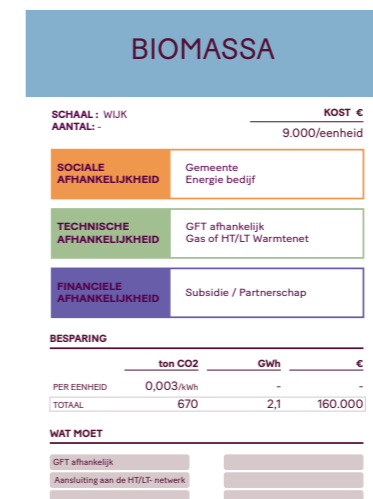 BIOMASSA
SCHAAL : WIJK
AANTAL: -
KOST €
9.000/eenheid
SOCIALE
AFHANKELIJKHEID
Gemeente
Energie bedijf
TECHNISCHE
AFHANKELIJKHEID
GFT afhankelijk
Gas of HT/LT Warmtenet
FINANCIELE
AFHANKELIJKHEID
Subsidie / Partnerschap
BESPARING
ton CO2 GWh €
PER EENHEID 0,003/kWh - -
TOTAAL 670 2,1 160.000
WAT MOET
GFT afhankelijk
Aansluiting aan de HT/LT- netwerk